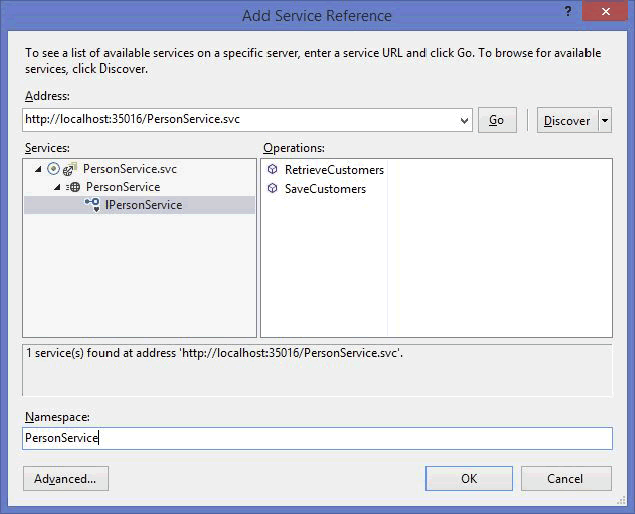 Add Service Reference
?
To see a list of available services on a specific server, enter a service URL and click Go. To browse for available
services, click Discover.
Address:
http://localhost:35016/PersonService.svc
Go
Discover
Services:
Operations:
PersonService.svc
RetrieveCustomers
PersonService
SaveCustomers
IPersonService
1 service(s) found at address 'http://localhost:35016/PersonService.svc'.
Namespace:
PersonService
Advanced...
OK
Cancel